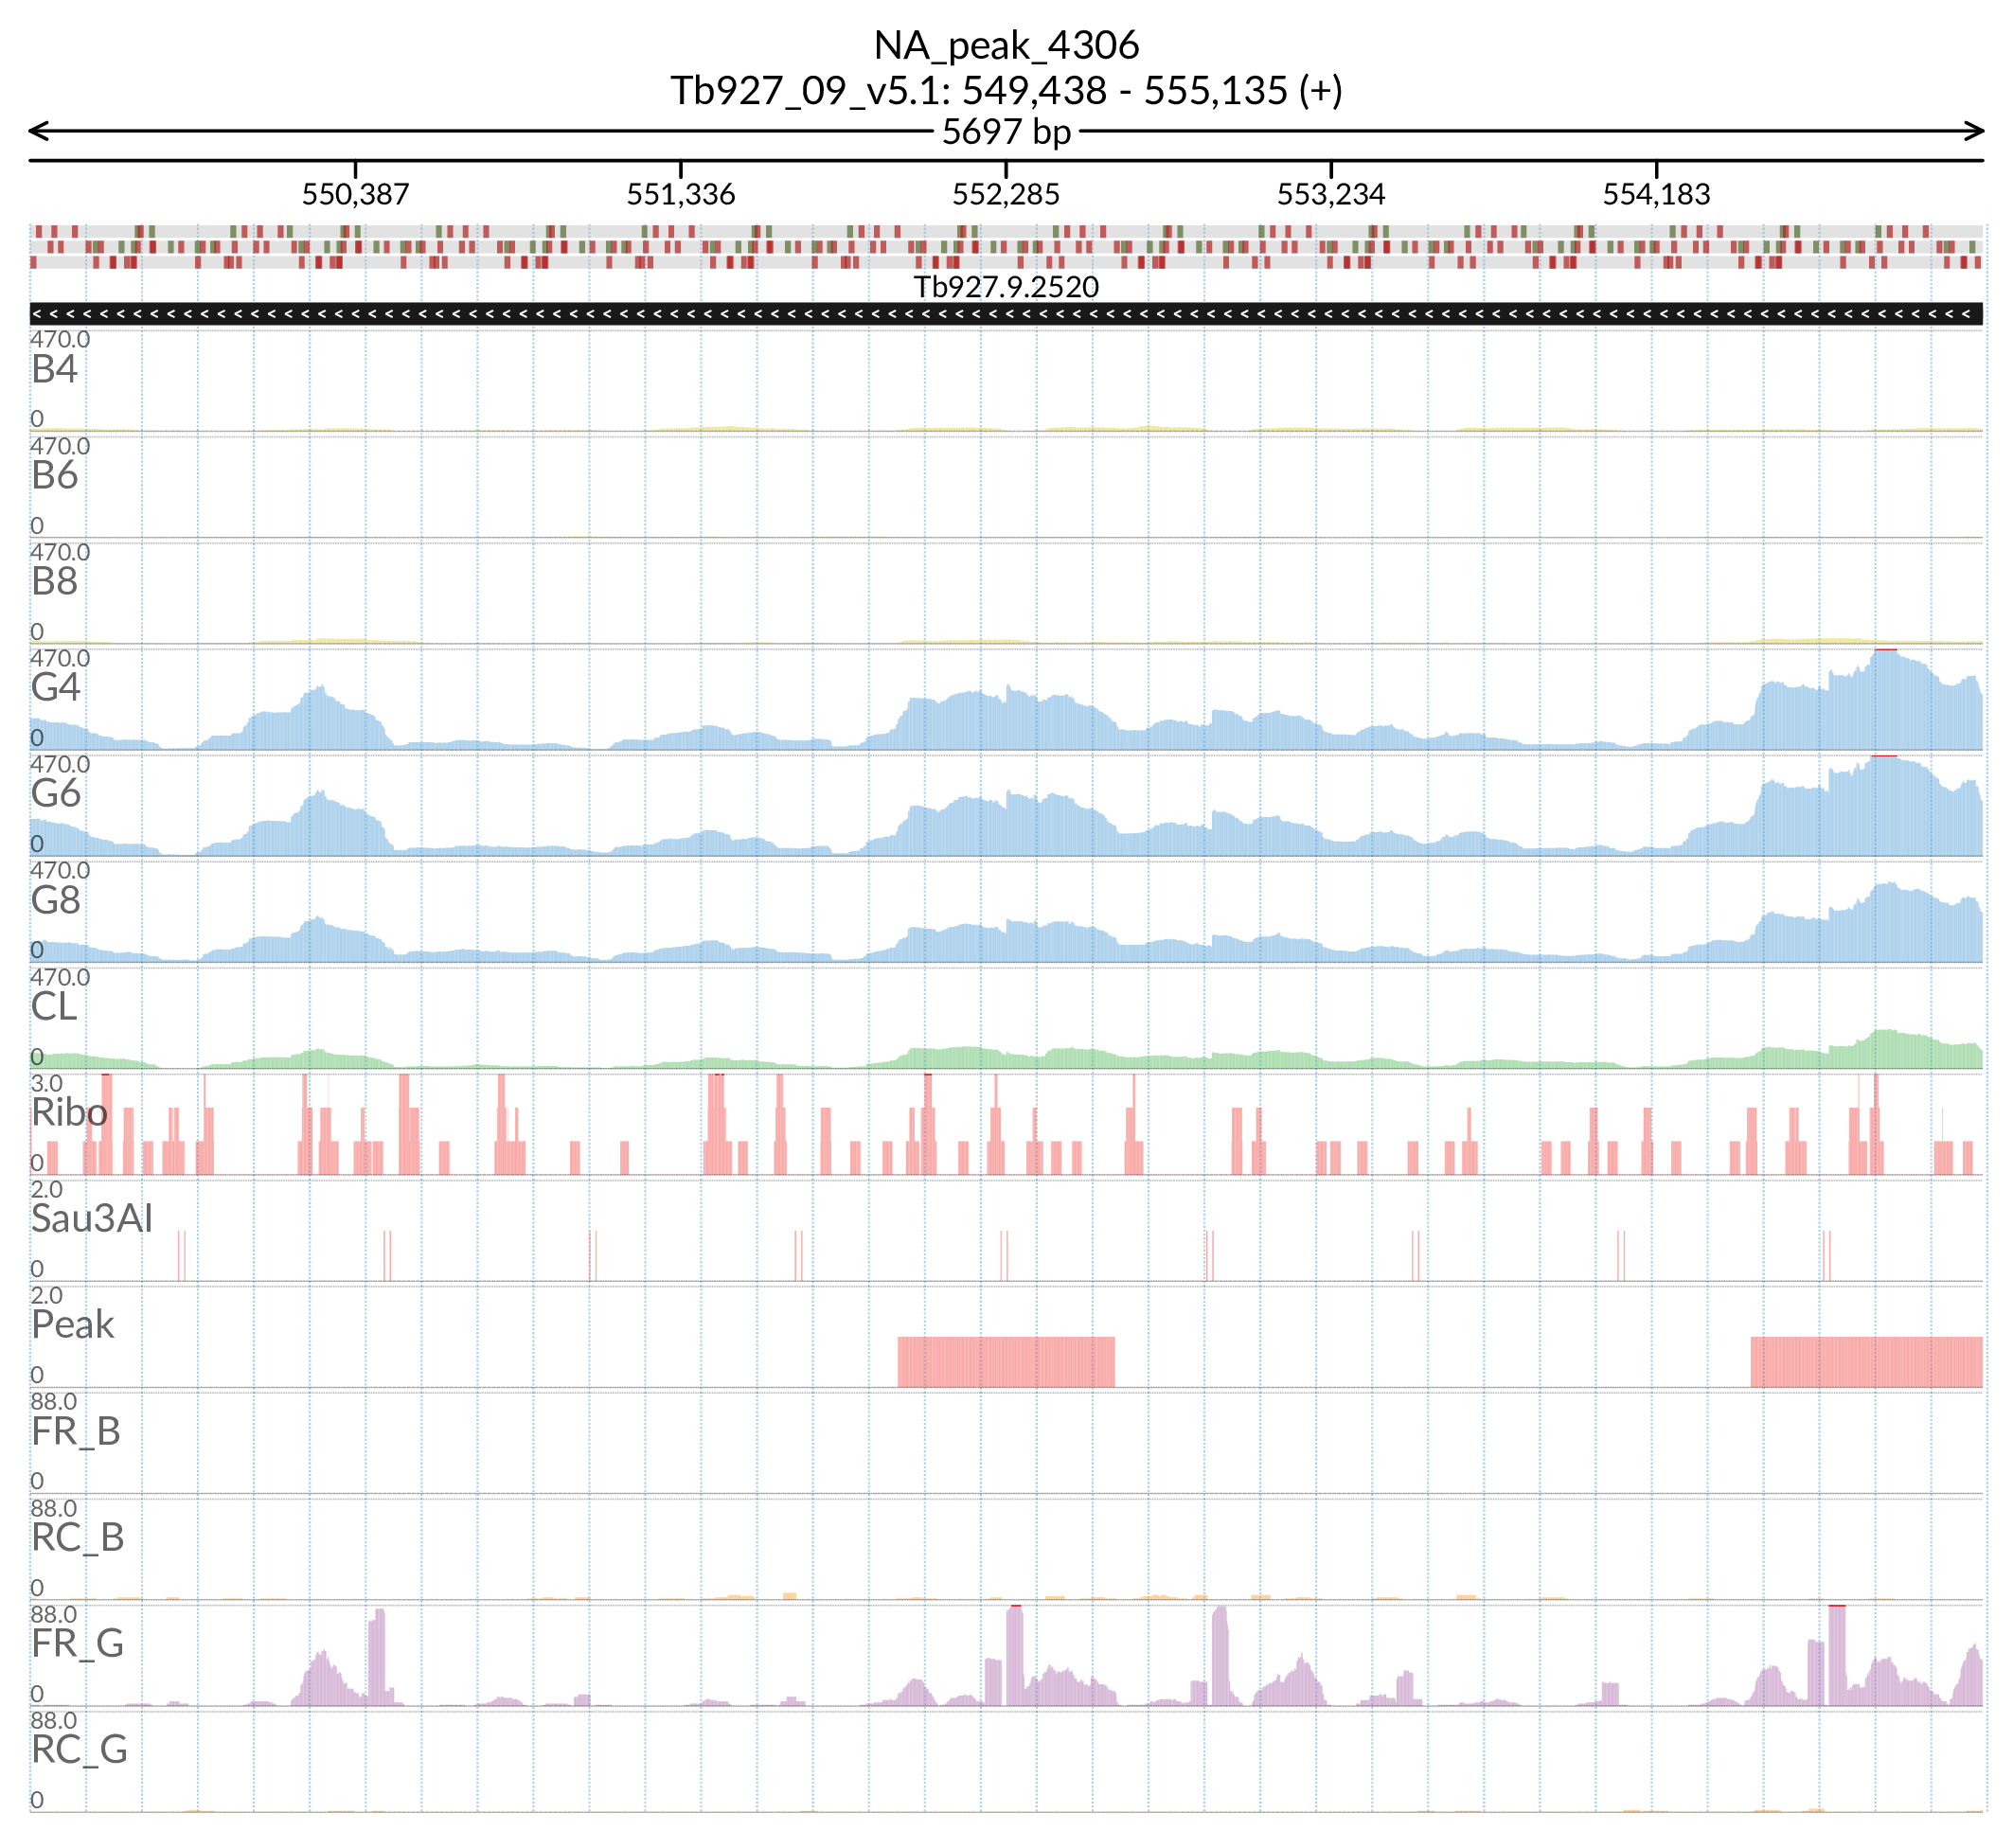 NA_peak_4306
Tb927_09_v5.1: 549,438 - 555,135 (+)
5697 bp
550,387 551,336 552,285 553,234 554,183
Tb927.9.2520
470.0
B4
0
470.0
B6
0
470.0
B8
0
470.0
G4
0
470.0
G6
0
470.0
G8
0
470.0
CL
0
3.0
Ribo
0
2.0
Sau3AI
0
2.0
Peak
0
88.0
FR_B
0
88.0
RC_B
0
88.0
FR_G
0
88.0
RC_G
0